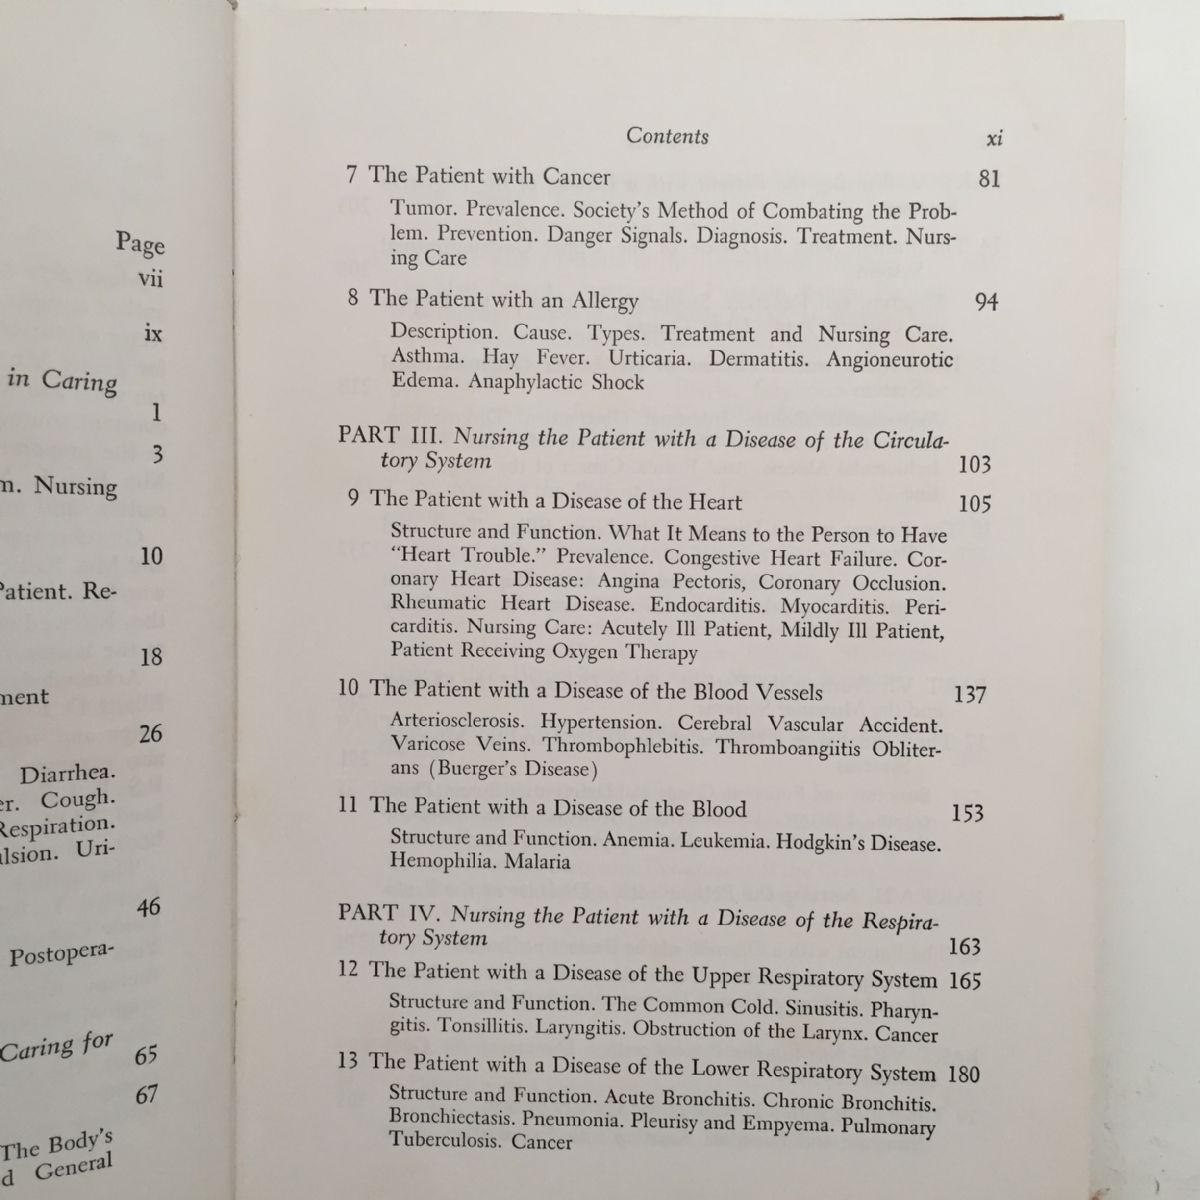 Page
vii
ix
in Caring
1
3
Nursing
10
Patient. Re-
18
26
Diarrhea.
Cough.
Respiration.
Uri-
46
Postopera-
Caring for
65
67
The Body's
General
Contents xi
7 The Patient with Cancer 81
Tumor. Prevalence. Society's Method of Combating the Prob-
lem. Prevention. Danger Signals. Diagnosis. Treatment. Nurs-
ing Care
8 The Patient with an Allergy 94
Description. Cause. Types. Treatment and Nursing Care.
Asthma. Hay Fever. Urticaria. Dermatitis. Angioneurotic
Edema. Anaphylactic Shock
PART III. Nursing the Patient with a Disease of the Circula-
tory System 103
9 The Patient with a Disease of the Heart 105
Structure and Function. What It Means to the Person to Have
“Heart Trouble.” Prevalence. Congestive Heart Failure. Cor-
onary Heart Disease: Angina Pectoris, Coronary Occlusion.
Rheumatic Heart Disease. Endocarditis. Myocarditis. Peri-
carditis. Nursing Care: Acutely Ill Patient, Mildly Ill Patient,
Patient Receiving Oxygen Therapy
10 The Patient with a Disease of the Blood Vessels 137
Arteriosclerosis. Hypertension. Cerebral Vascular Accident.
Varicose Veins. Thrombophlebitis. Thromboangiitis Obliter-
ans (Buerger's Disease)
11 The Patient with a Disease of the Blood 153
Structure and Function. Anemia. Leukemia. Hodgkin's Disease.
Hemophilia. Malaria
PART IV. Nursing the Patient with a Disease of the Respira-
tory System 163
12 The Patient with a Disease of the Upper Respiratory System 165
Structure and Function. The Common Cold. Sinusitis. Pharyn-
gitis. Tonsillitis. Laryngitis. Obstruction of the Larynx. Cancer
13 The Patient with a Disease of the Lower Respiratory System 180
Structure and Function. Acute Bronchitis. Chronic Bronchitis.
Bronchiectasis. Pneumonia. Pleurisy and Empyema. Pulmonary
Tuberculosis. Cancer